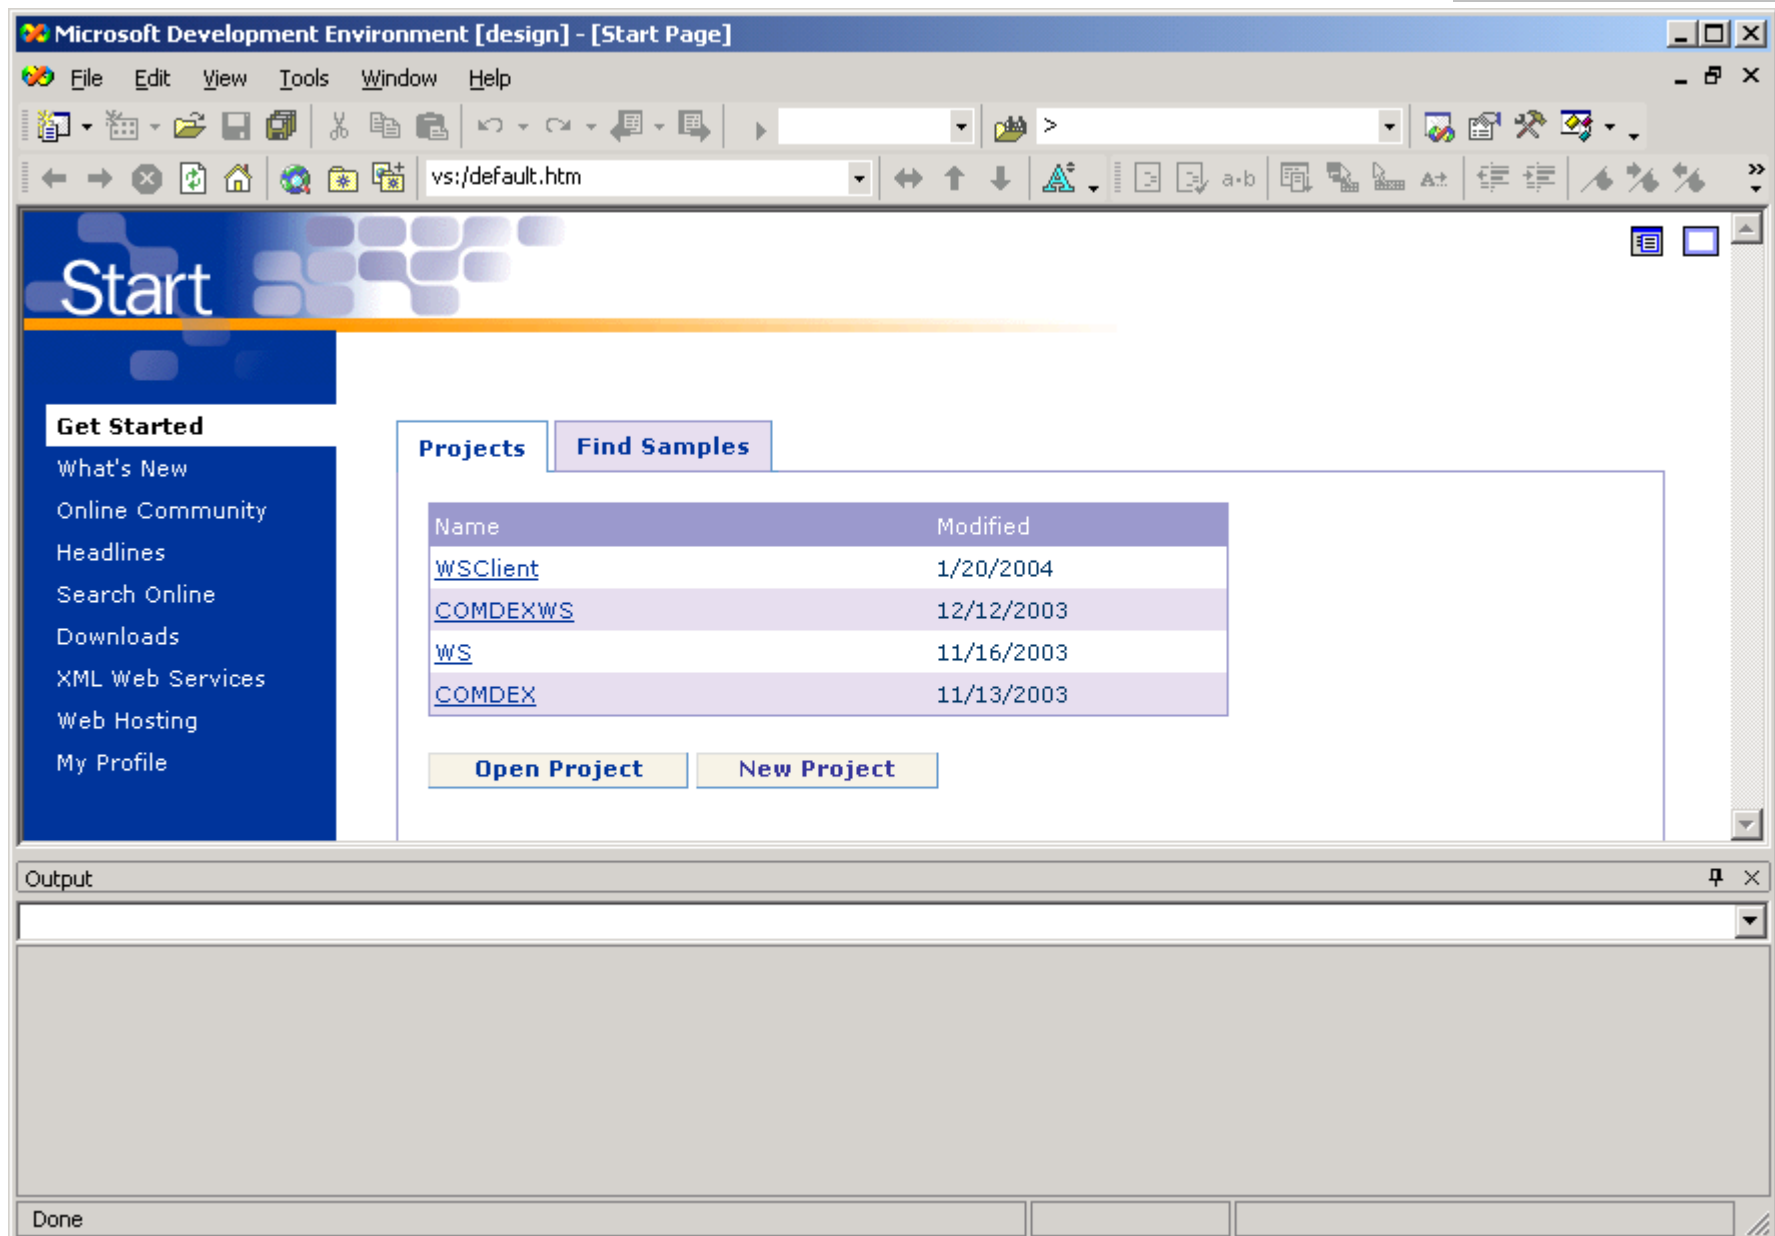 Microsoft Development Environment [design] - [Start Page]
File Edit View Tools Window Help
>
vs:/default.htm
a·b
Start
Get Started
What's New
Online Community
Headlines
Search Online
Downloads
XML Web Services
Web Hosting
My Profile
Projects Find Samples
Name Modified
WSClient 1/20/2004
COMDEXWS 12/12/2003
WS 11/16/2003
COMDEX 11/13/2003
Open Project New Project
Output
Done